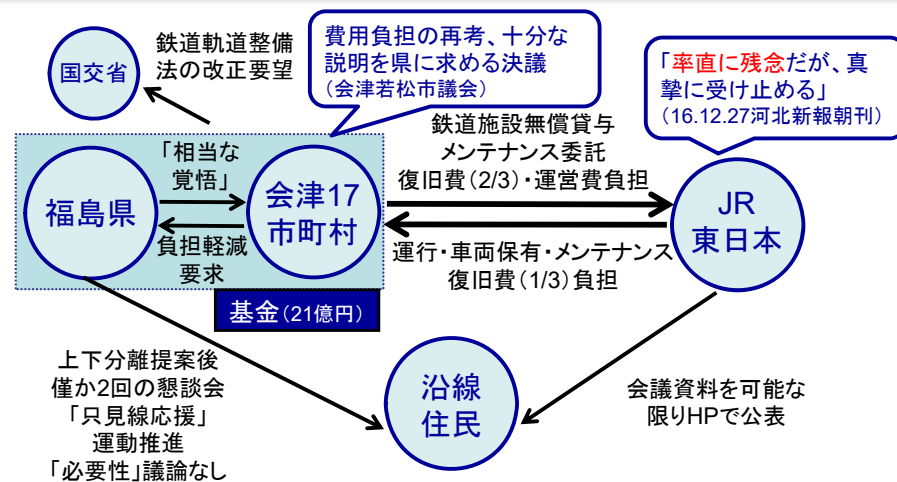 国交省
鉄道軌道整備
法の改正要望
費用負担の再考、十分な
説明を県に求める決議
(会津若松市議会)
「率直に残念だが、真
摯に受け止める」
(16.12.27河北新報朝刊)
福島県
「相当な
覚悟」
負担軽減
要求
会津17
市町村
基金(21億円)
鉄道施設無償貸与
メンテナンス委託
復旧費(2/3)・運営費負担
運行・車両保有・メンテナンス
復旧費(1/3)負担
JR
東日本
上下分離提案後
僅か2回の懇談会
「只見線応援」
運動推進
「必要性」議論なし
沿線
住民
会議資料を可能な
限りHPで公表